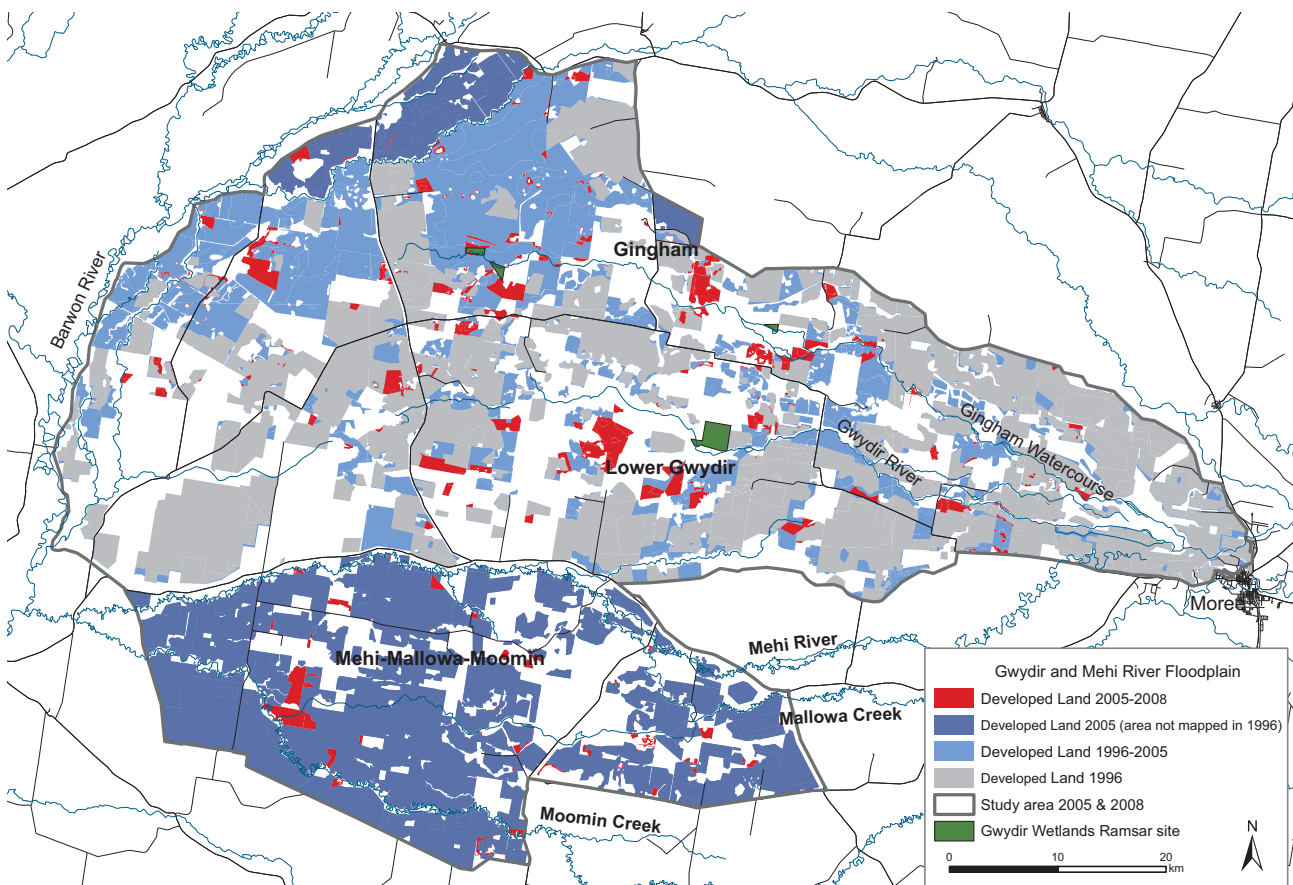 Gingham
Barwon River
Gingham Watercourse
Gwydir River
Lower Gwydir
Moree
Mehi River
Mehi-Mallowa-Moomin
Mallowa Creek
Moomin Creek
Gwydir and Mehi River Floodplain
Developed Land 2005-2008
Developed Land 2005 (area not mapped in 1996)
Developed Land 1996-2005
Developed Land 1996
Study area 2005 & 2008
Gwydir Wetlands Ramsar site
N
0 10 20
km